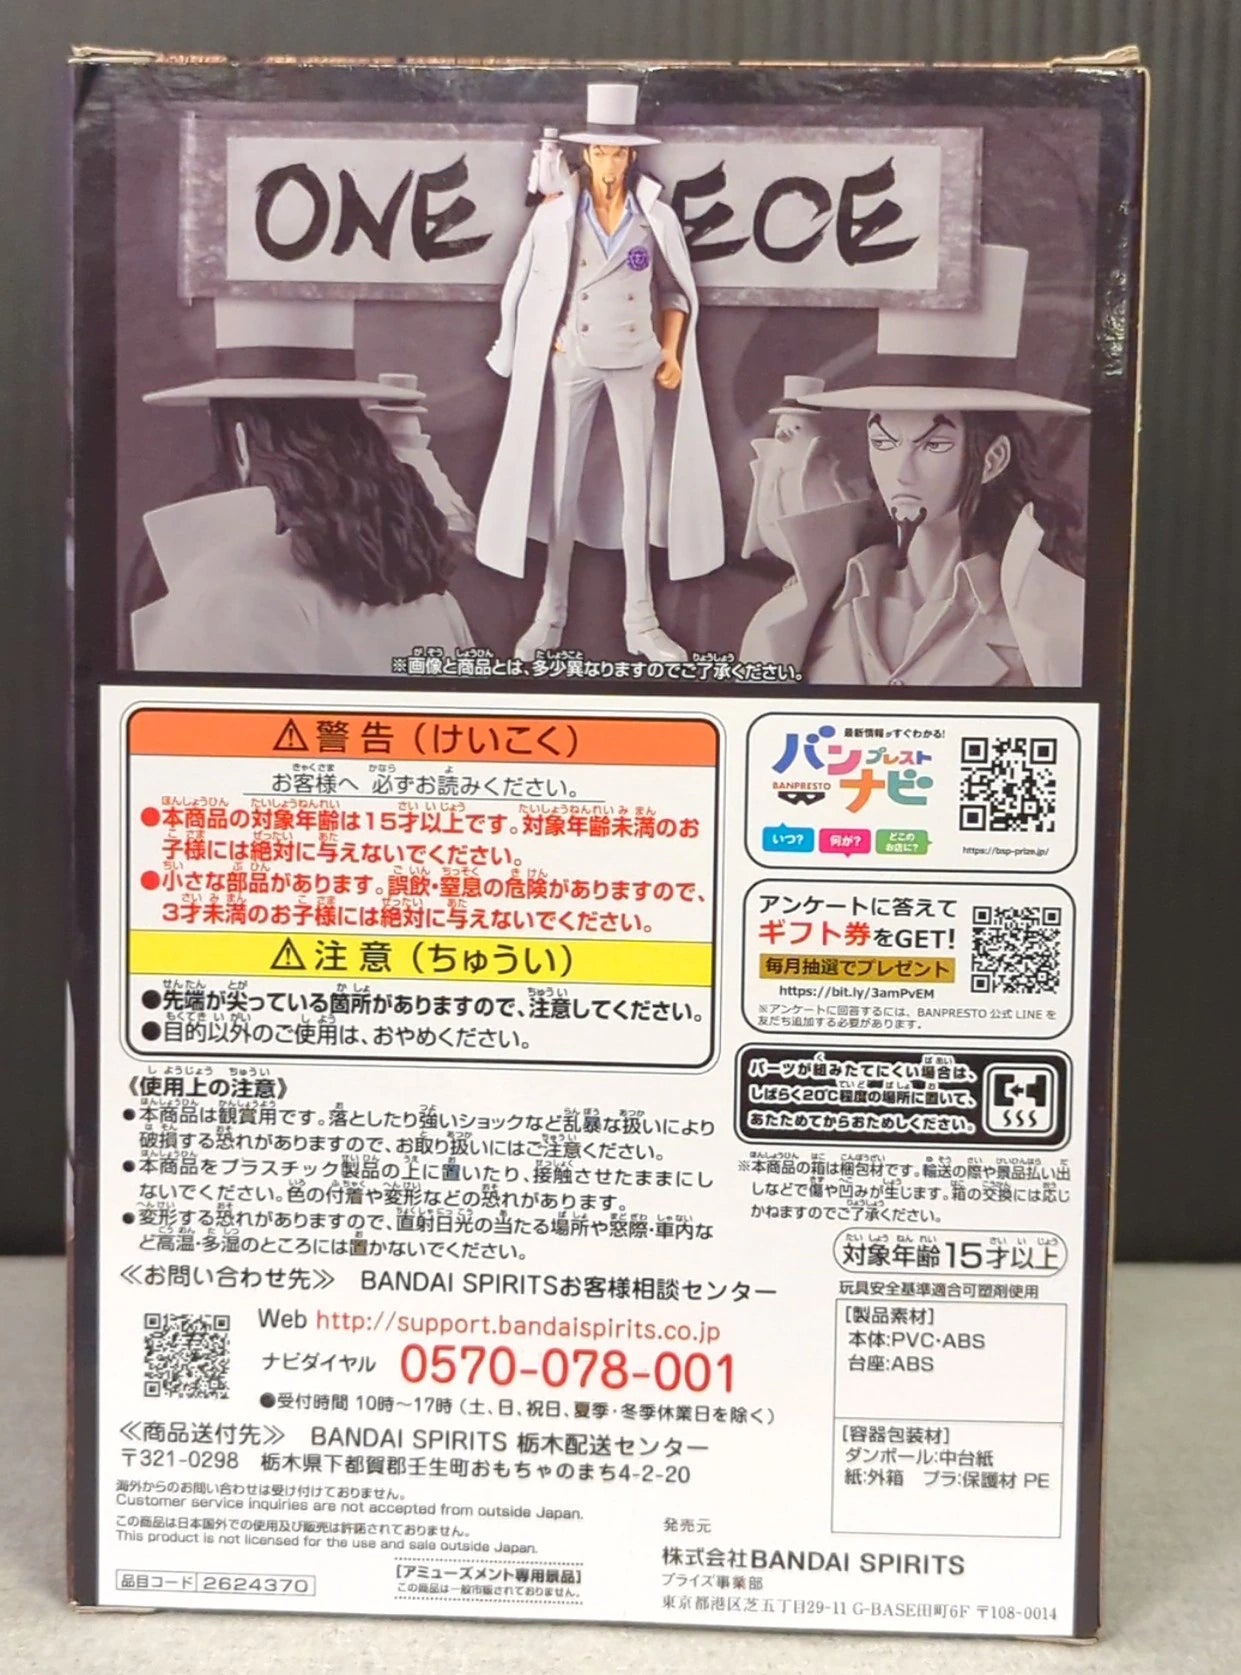 ONE PIECE
※画像と商品とは、多少異なりますのでご了承ください。
⚠警告（けいこく）
お客様へ 必ずお読みください。
●本商品の対象年齢は15才以上です。対象年齢未満のお
子様には絶対に与えないでください。
●小さな部品があります。誤飲・窒息の危険がありますので、
3才未満のお子様には絶対に与えないでください。
⚠注意（ちゅうい）
●先端が尖っている箇所がありますので、注意してください。
●目的以外のご使用は、おやめください。
《使用上の注意》
●本商品は観賞用です。落としたり強いショックなど乱暴な扱いにより
破損する恐れがありますので、お取り扱いにはご注意ください。
●本商品をプラスチック製品の上に置いたり、接触させたままにし
ないでください。色の付着や変形などの恐れがあります。
●変形する恐れがありますので、直射日光の当たる場所や窓際・車内な
ど高温・多湿のところには置かないでください。
≪お問い合わせ先≫ BANDAI SPIRITSお客様相談センター
Web http://support.bandaispirits.co.jp
ナビダイヤル 0570-078-001
●受付時間 10時～17時（土、日、祝日、夏季・冬季休業日を除く）
≪商品送付先≫ BANDAI SPIRITS 栃木配送センター
〒321-0298 栃木県下都賀郡壬生町おもちゃのまち4-2-20
海外からのお問い合わせは受け付けておりません。
Customer service inquiries are not accepted from outside Japan.
この商品は日本国外での使用及び販売は許諾されておりません。
This product is not licensed for the use and sale outside Japan.
品目コード 2624370
[アミューズメント専用景品]
この商品は一般市販されておりません。
最新情報がすぐわかる!
バンプレストナビ
BANPRESTO
いつ?
何が?
どこの
お店に?
https://bsp-prize.jp/
アンケートに答えて
ギフト券をGET!
毎月抽選でプレゼント
https://bit.ly/3amPvEM
※アンケートに回答するには、BANPRESTO 公式 LINE を
友だち追加する必要があります。
パーツが組みたてにくい場合は、
しばらく20℃程度の場所に置いて、
あたためてからおためしください。
※本商品の箱は梱包材です。輸送の際や景品払い出
しなどで傷や凹みが生じます。箱の交換には応じ
かねますのでご了承ください。
対象年齢15才以上
玩具安全基準適合可塑剤使用
[製品素材]
本体:PVC・ABS
台座:ABS
[容器包装材]
ダンボール:中台紙
紙:外箱 プラ:保護材 PE
発売元
株式会社BANDAI SPIRITS
プライズ事業部
東京都港区芝五丁目29-11 G-BASE田町6F 〒108-0014